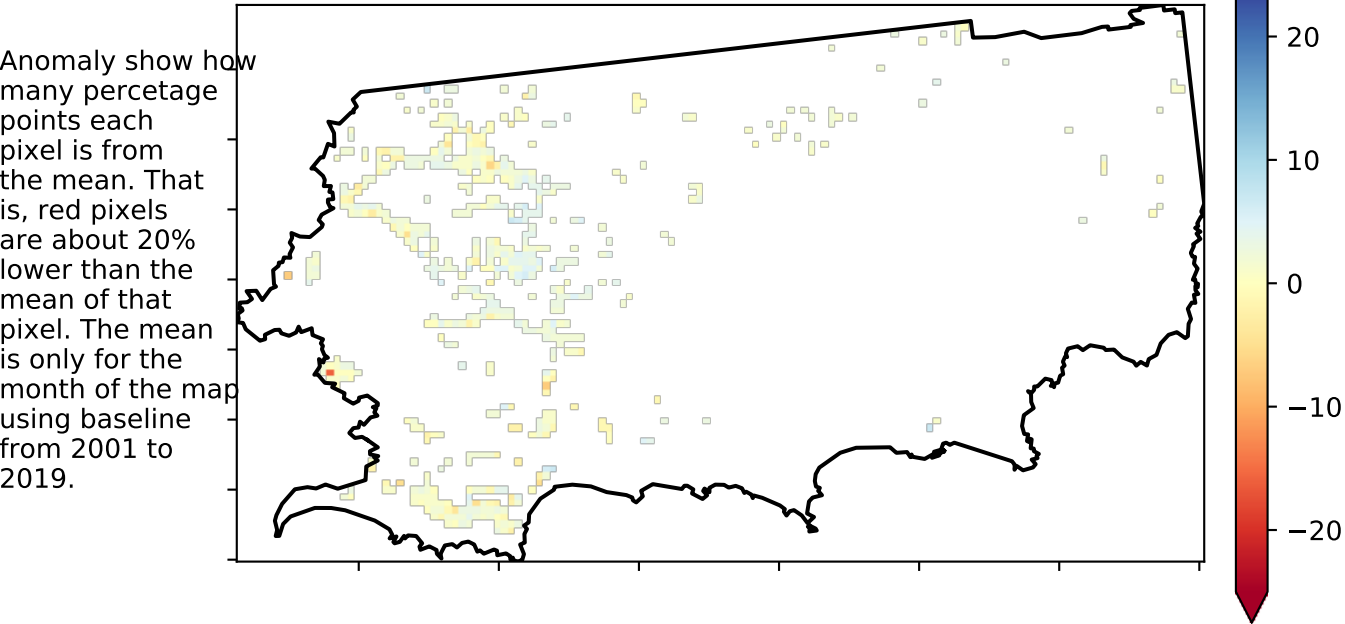 Anomaly show how
many percetage
points each
pixel is from
the mean. That
is, red pixels
are about 20%
lower than the
mean of that
pixel. The mean
is only for the
month of the map
using baseline
from 2001 to
2019.
20
10
0
−10
−20